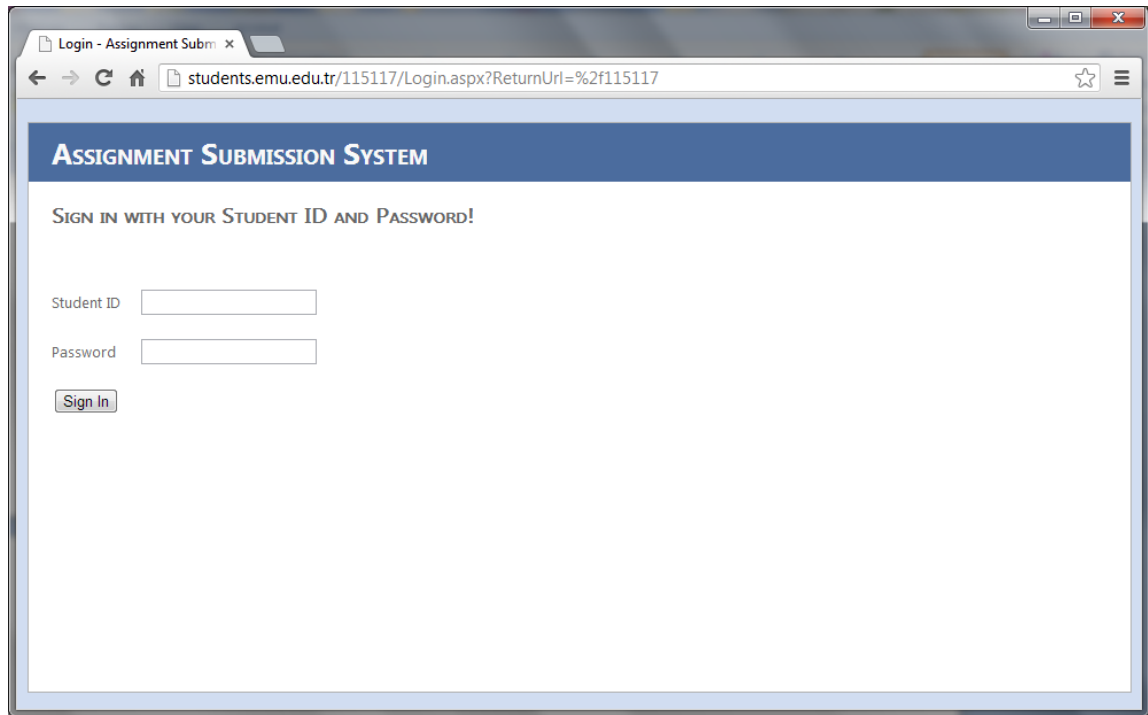 Login - Assignment Subm
students.emu.edu.tr/115117/Login.aspx?ReturnUrl=%2f115117
Assignment Submission System
Sign in with your Student ID and Password!
Student ID
Password
Sign In